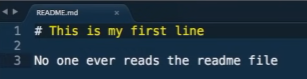 README.md
1 # This is my first line
2
3 No one ever reads the readme file